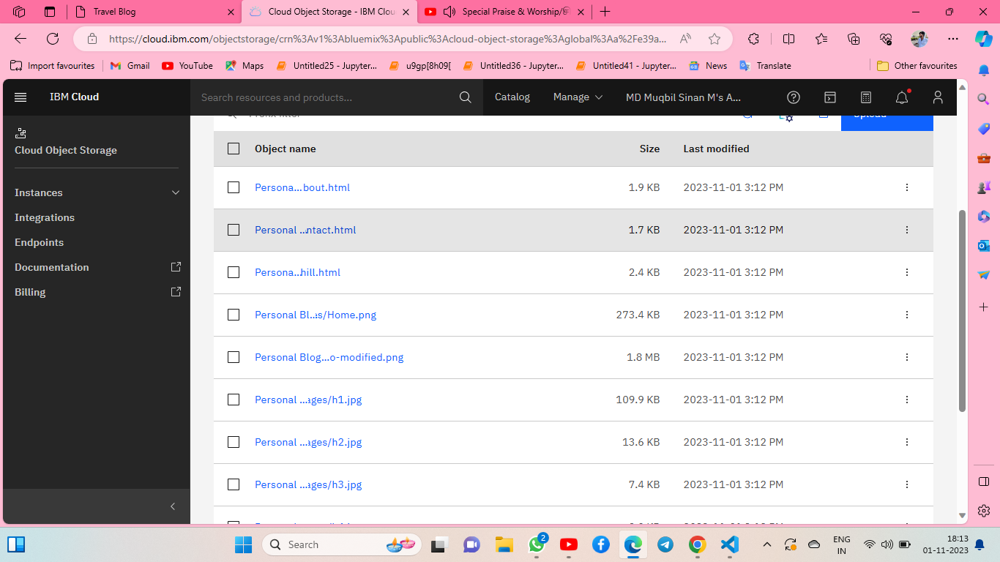 Travel Blog
Cloud Object Storage - IBM Clou
Special Praise & Worship/
https://cloud.ibm.com/objectstorage/crn%3Av1%3Abluemix%3Apublic%3Acloud-object-storage%3Aglobal%3Aa%2Fe39a...
Import favourites
Gmail
YouTube
Maps
Untitled25 - Jupyter...
u9gp[8h09[
Untitled36 - Jupyter...
Untitled41 - Jupyter...
News
Translate
Other favourites
IBM Cloud
Search resources and products...
Catalog
Manage
MD Muqbil Sinan M's A...
Cloud Object Storage
Instances
Integrations
Endpoints
Documentation
Billing
Object name Size Last modified
Persona...bout.html 1.9 KB 2023-11-01 3:12 PM
Personal ...ntact.html 1.7 KB 2023-11-01 3:12 PM
Persona...hill.html 2.4 KB 2023-11-01 3:12 PM
Personal Bl...s/Home.png 273.4 KB 2023-11-01 3:12 PM
Personal Blog...o-modified.png 1.8 MB 2023-11-01 3:12 PM
Personal ...ages/h1.jpg 109.9 KB 2023-11-01 3:12 PM
Personal ...ages/h2.jpg 13.6 KB 2023-11-01 3:12 PM
Personal ...ages/h3.jpg 7.4 KB 2023-11-01 3:12 PM
Search
2
ENG
IN
18:13
01-11-2023